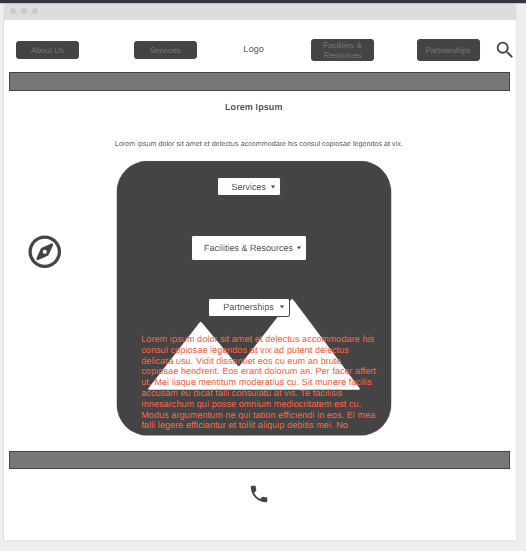 About Us
Services
Logo
Facilities &
Resources
Partnerships
Lorem Ipsum
Lorem ipsum dolor sit amet et delectus accommodare his consul copiosae legendos at vix.
Services
Facilities & Resources
Partnerships
Lorem ipsum dolor sit amet et delectus accommodare his
consul copiosae legendos at vix ad putent delectus
delicata usu. Vidit dissentiet eos cu eum an brute
copiosae hendrerit. Eos erant dolorum an. Per facer affert
ut. Mei iisque mentitum moderatius cu. Sit munere facilis
accusam eu dicat falli consulatu at vis. Te facilisis
mnesarchum qui posse omnium mediocritatem est cu.
Modus argumentum ne qui tation efficiendi in eos. Ei mea
falli legere efficiantur et tollit aliquip debitis mei. No